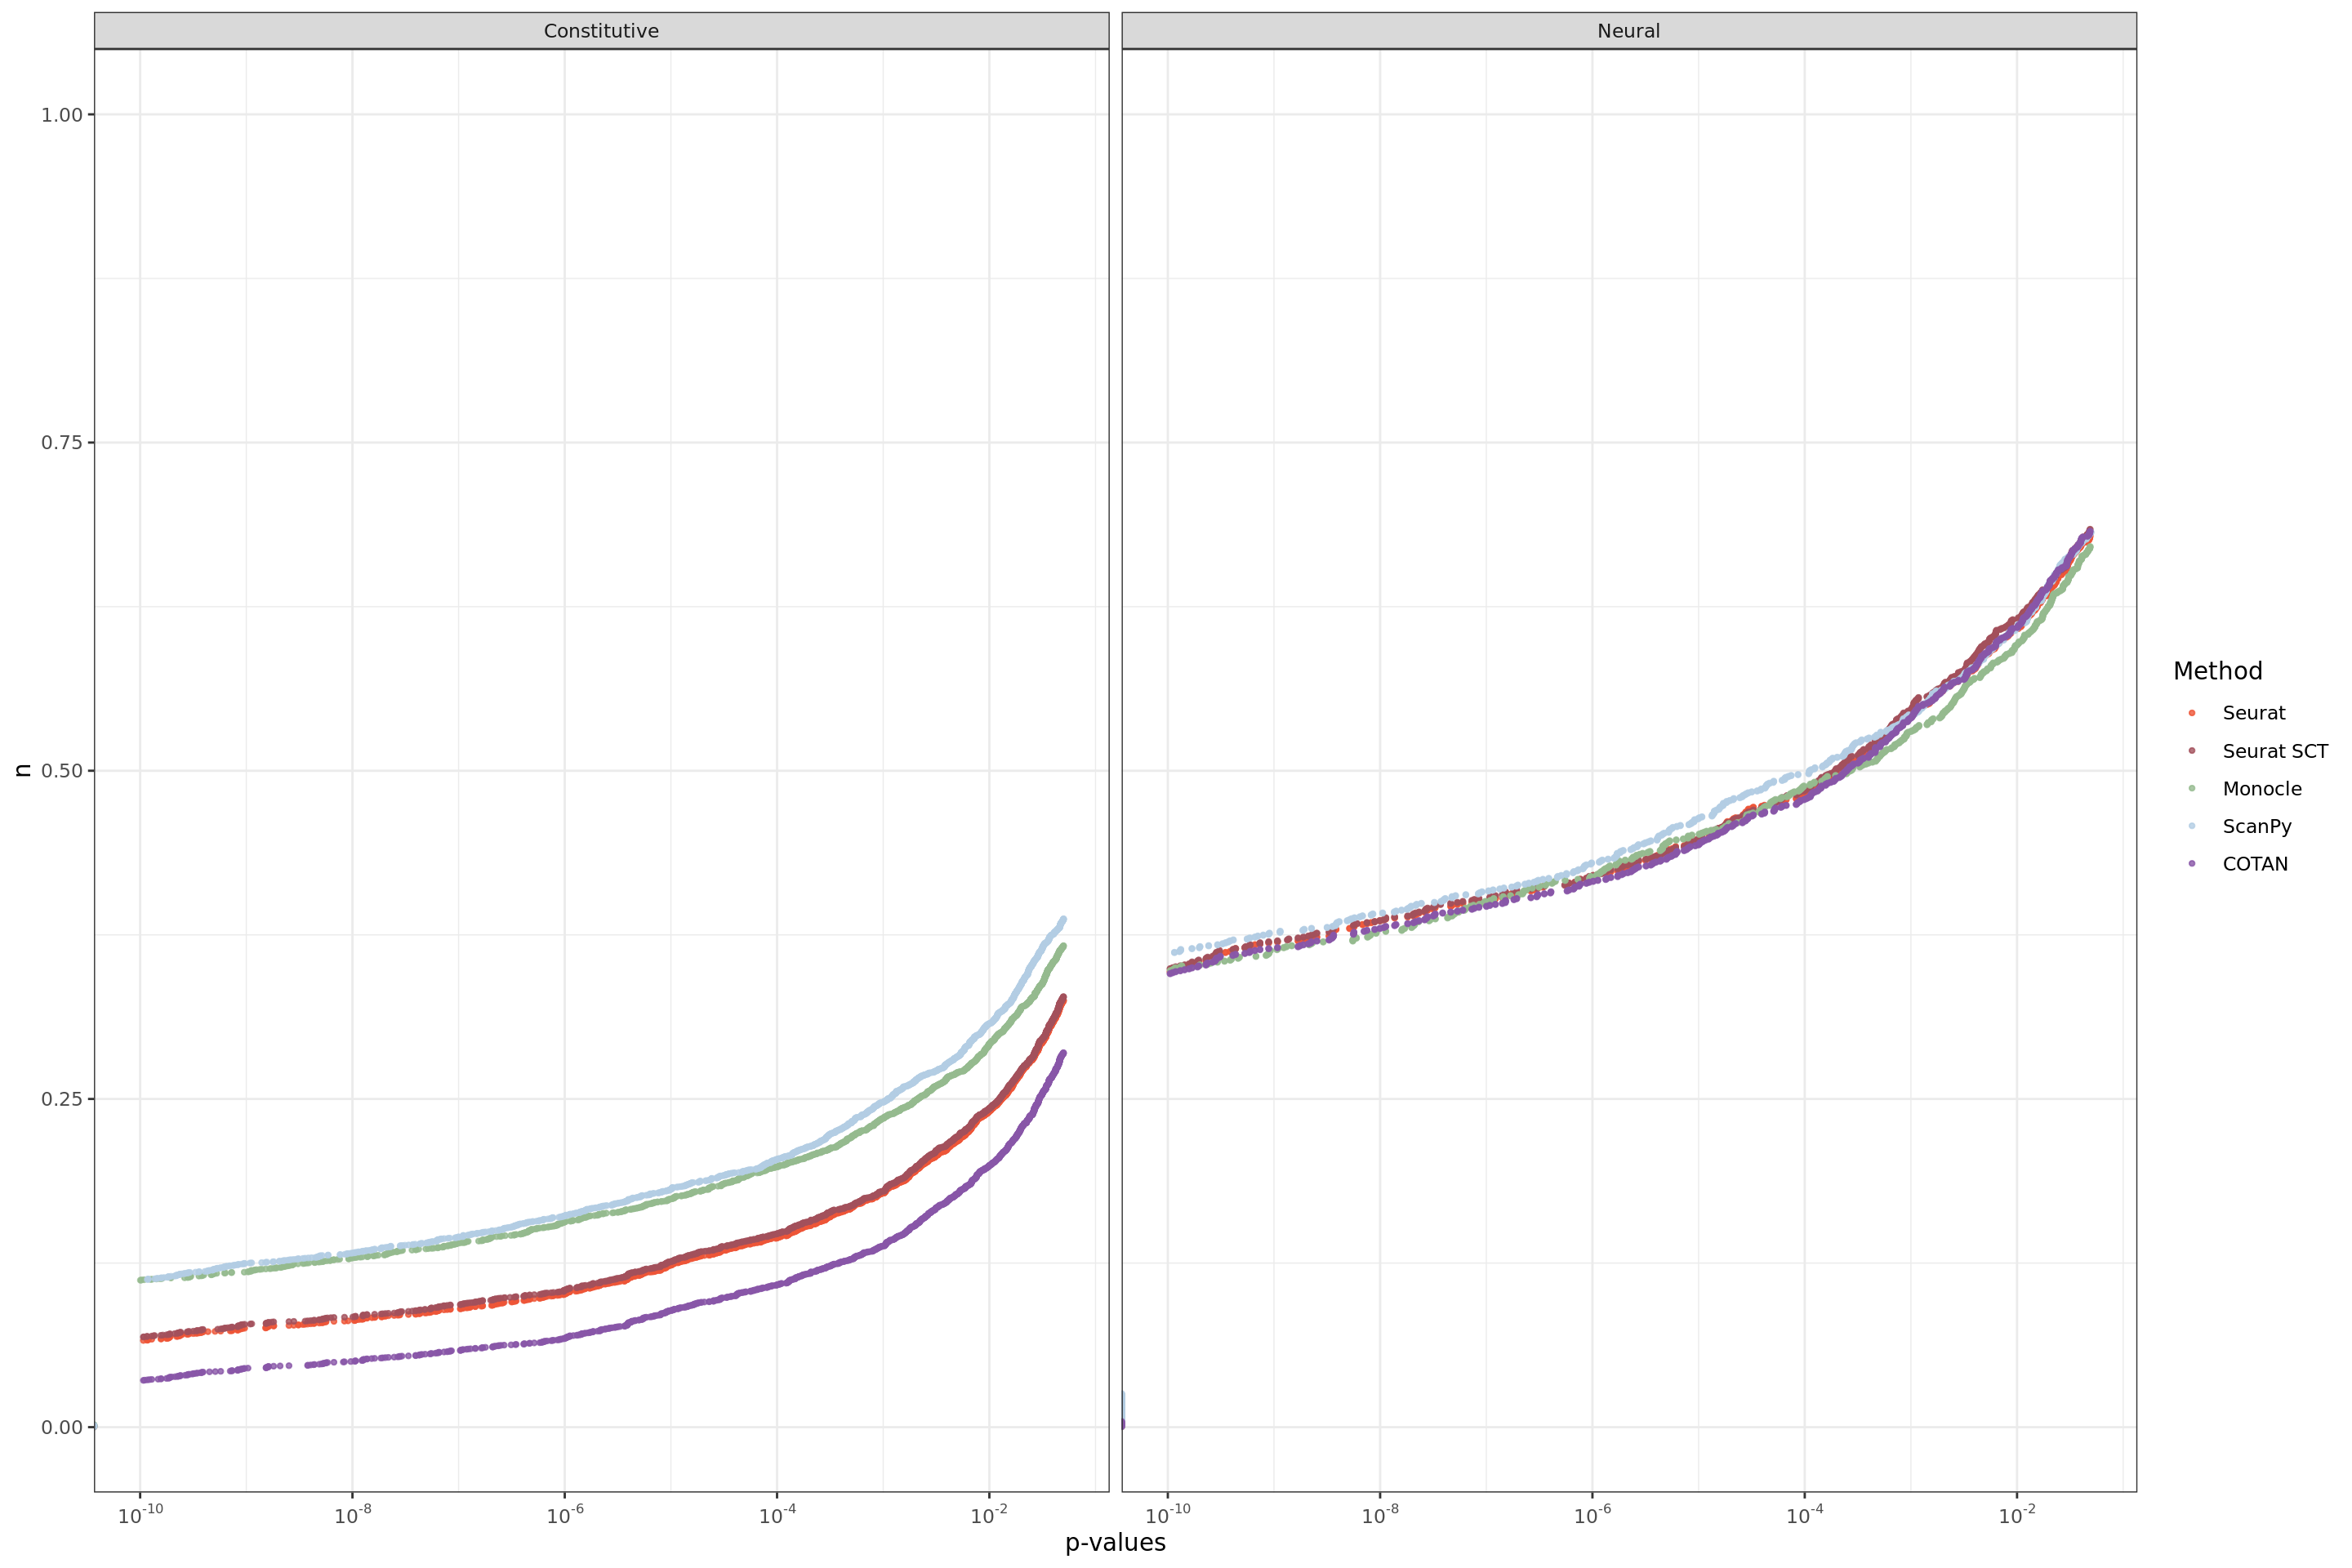 Constitutive
Neural
1.00
0.75
0.50
0.25
0.00
n
10^-10 10^-8 10^-6 10^-4 10^-2
10^-10 10^-8 10^-6 10^-4 10^-2
p-values
Method
Seurat
Seurat SCT
Monocle
ScanPy
COTAN